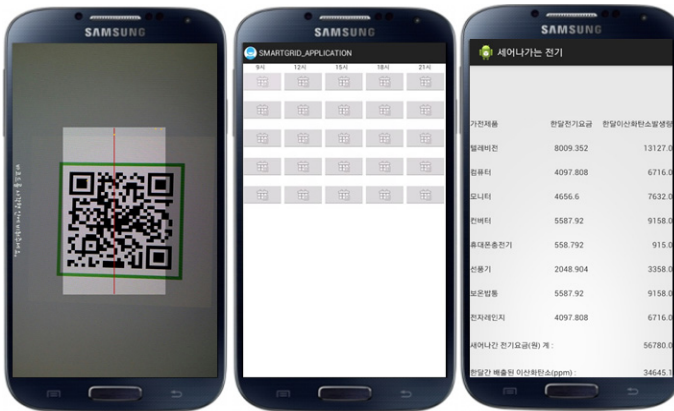 SAMSUNG
SAMSUNG
SMARTGRID_APPLICATION
9시 12시 15시 18시 21시
SAMSUNG
세어나가는 전기
가전제품 한달전기요금 한달이산화탄소발생량
텔레비전 8009.352 13127.0
컴퓨터 4097.808 6716.0
모니터 4656.6 7632.0
컨버터 5587.92 9158.0
휴대폰충전기 558.792 915.0
선풍기 2048.904 3358.0
보온밥통 5587.92 9158.0
전자레인지 4097.808 6716.0
세어나간 전기요금(원) 계 : 56780.0
한달간 배출된 이산화탄소(ppm) : 34645.1